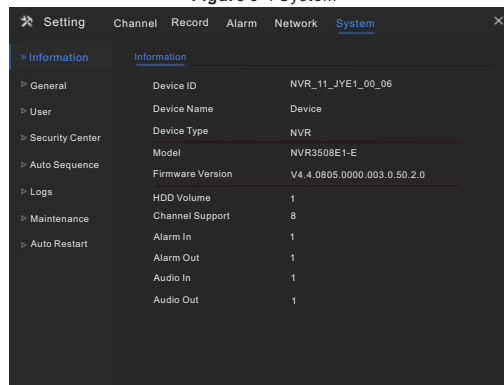 Setting Channel Record Alarm Network System ×
Information
General
User
Security Center
Auto Sequence
Logs
Maintenance
Auto Restart
Information
Device ID NVR_11_JYE1_00_06
Device Name Device
Device Type NVR
Model NVR3508E1-E
Firmware Version V4.4.0805.0000.003.0.50.2.0
HDD Volume 1
Channel Support 8
Alarm In 1
Alarm Out 1
Audio In 1
Audio Out 1